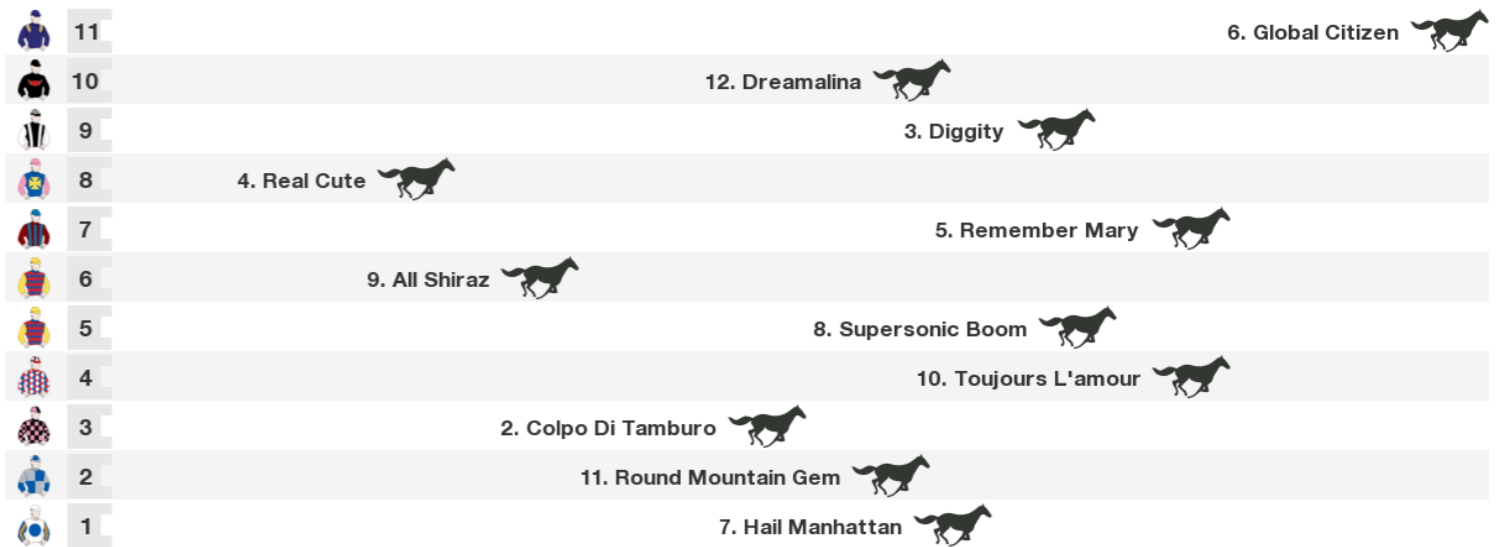 11 6. Global Citizen
10 12. Dreamalina
9 3. Diggity
8 4. Real Cute
7 5. Remember Mary
6 9. All Shiraz
5 8. Supersonic Boom
4 10. Toujours L'amour
3 2. Colpo Di Tamburo
2 11. Round Mountain Gem
1 7. Hail Manhattan